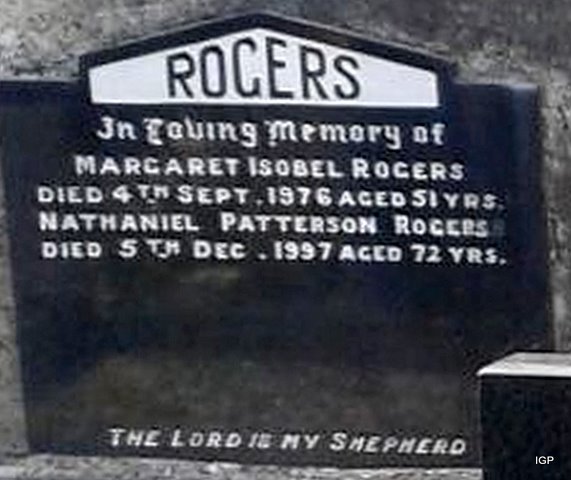 ROGERS
In Loving Memory of
MARGARET ISOBEL ROGERS
DIED 4TH SEPT. 1976 AGED 51 YRS.
NATHANIEL PATTERSON ROGERS
DIED 5TH DEC. 1997 AGED 72 YRS.
THE LORD IS MY SHEPHERD
IGP